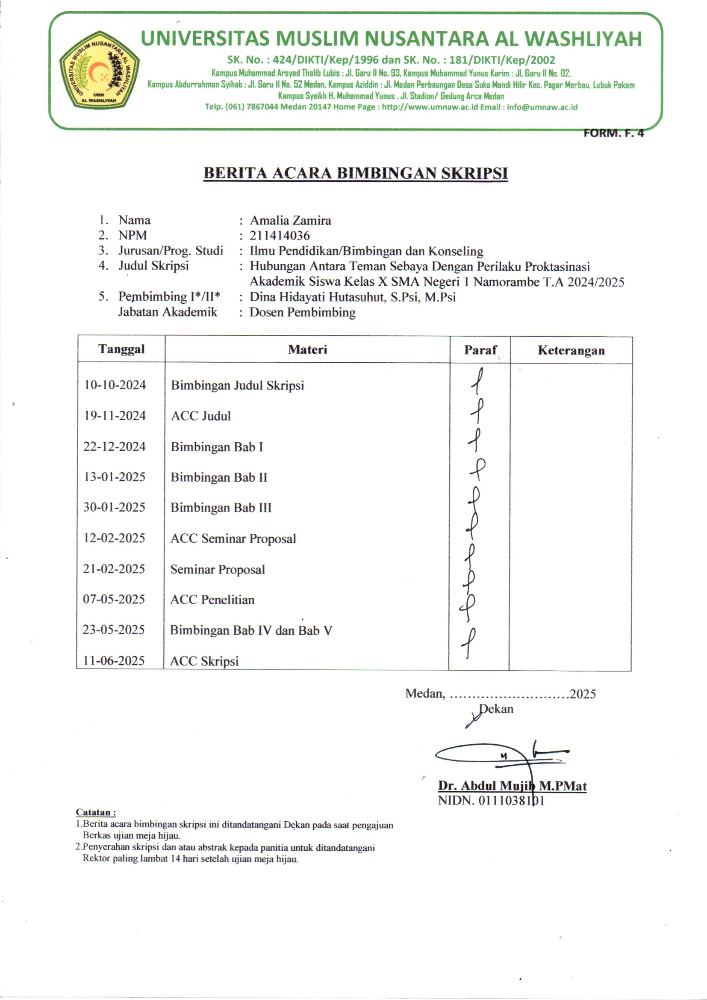 UNIVERSITAS MUSLIM NUSANTARA AL WASHLIYAH
UMN
AL WASHLIYAH
UNIVERSITAS MUSLIM NUSANTARA AL WASHLIYAH
SK. No. : 424/DIKTI/Kep/1996 dan SK. No. : 181/DIKTI/Kep/2002
Kampus Muhammad Arsyad Thalib Lubis : Jl. Garu II No. 93, Kampus Muhammad Yunus Karim : Jl. Garu II No. 02,
Kampus Abdurrahman Syihab : Jl. Garu II No. 52 Medan, Kampus Aziddin : Jl. Medan Perbaungan Desa Suka Mandi Hilir Kec. Pagar Merbau, Lubuk Pakam
Kampus Syeikh H. Muhammad Yunus , Jl. Stadion/ Gedung Arca Medan
Telp. (061) 7867044 Medan 20147 Home Page : http://www.umnaw.ac.id Email : info@umnaw.ac.id
FORM. F. 4
BERITA ACARA BIMBINGAN SKRIPSI
1. Nama : Amalia Zamira
2. NPM : 211414036
3. Jurusan/Prog. Studi : Ilmu Pendidikan/Bimbingan dan Konseling
4. Judul Skripsi : Hubungan Antara Teman Sebaya Dengan Perilaku Proktasinasi
Akademik Siswa Kelas X SMA Negeri 1 Namorambe T.A 2024/2025
5. Pembimbing I*/II* : Dina Hidayati Hutasuhut, S.Psi, M.Psi
Jabatan Akademik : Dosen Pembimbing
Tanggal Materi Paraf Keterangan
10-10-2024 Bimbingan Judul Skripsi
19-11-2024 ACC Judul
22-12-2024 Bimbingan Bab I
13-01-2025 Bimbingan Bab II
30-01-2025 Bimbingan Bab III
12-02-2025 ACC Seminar Proposal
21-02-2025 Seminar Proposal
07-05-2025 ACC Penelitian
23-05-2025 Bimbingan Bab IV dan Bab V
11-06-2025 ACC Skripsi
Medan, ...........................2025
Dekan
Dr. Abdul Mujib M.PMat
NIDN. 0111038101
Catatan :
1.Berita acara bimbingan skripsi ini ditandatangani Dekan pada saat pengajuan
Berkas ujian meja hijau.
2.Penyerahan skripsi dan atau abstrak kepada panitia untuk ditandatangani
Rektor paling lambat 14 hari setelah ujian meja hijau.